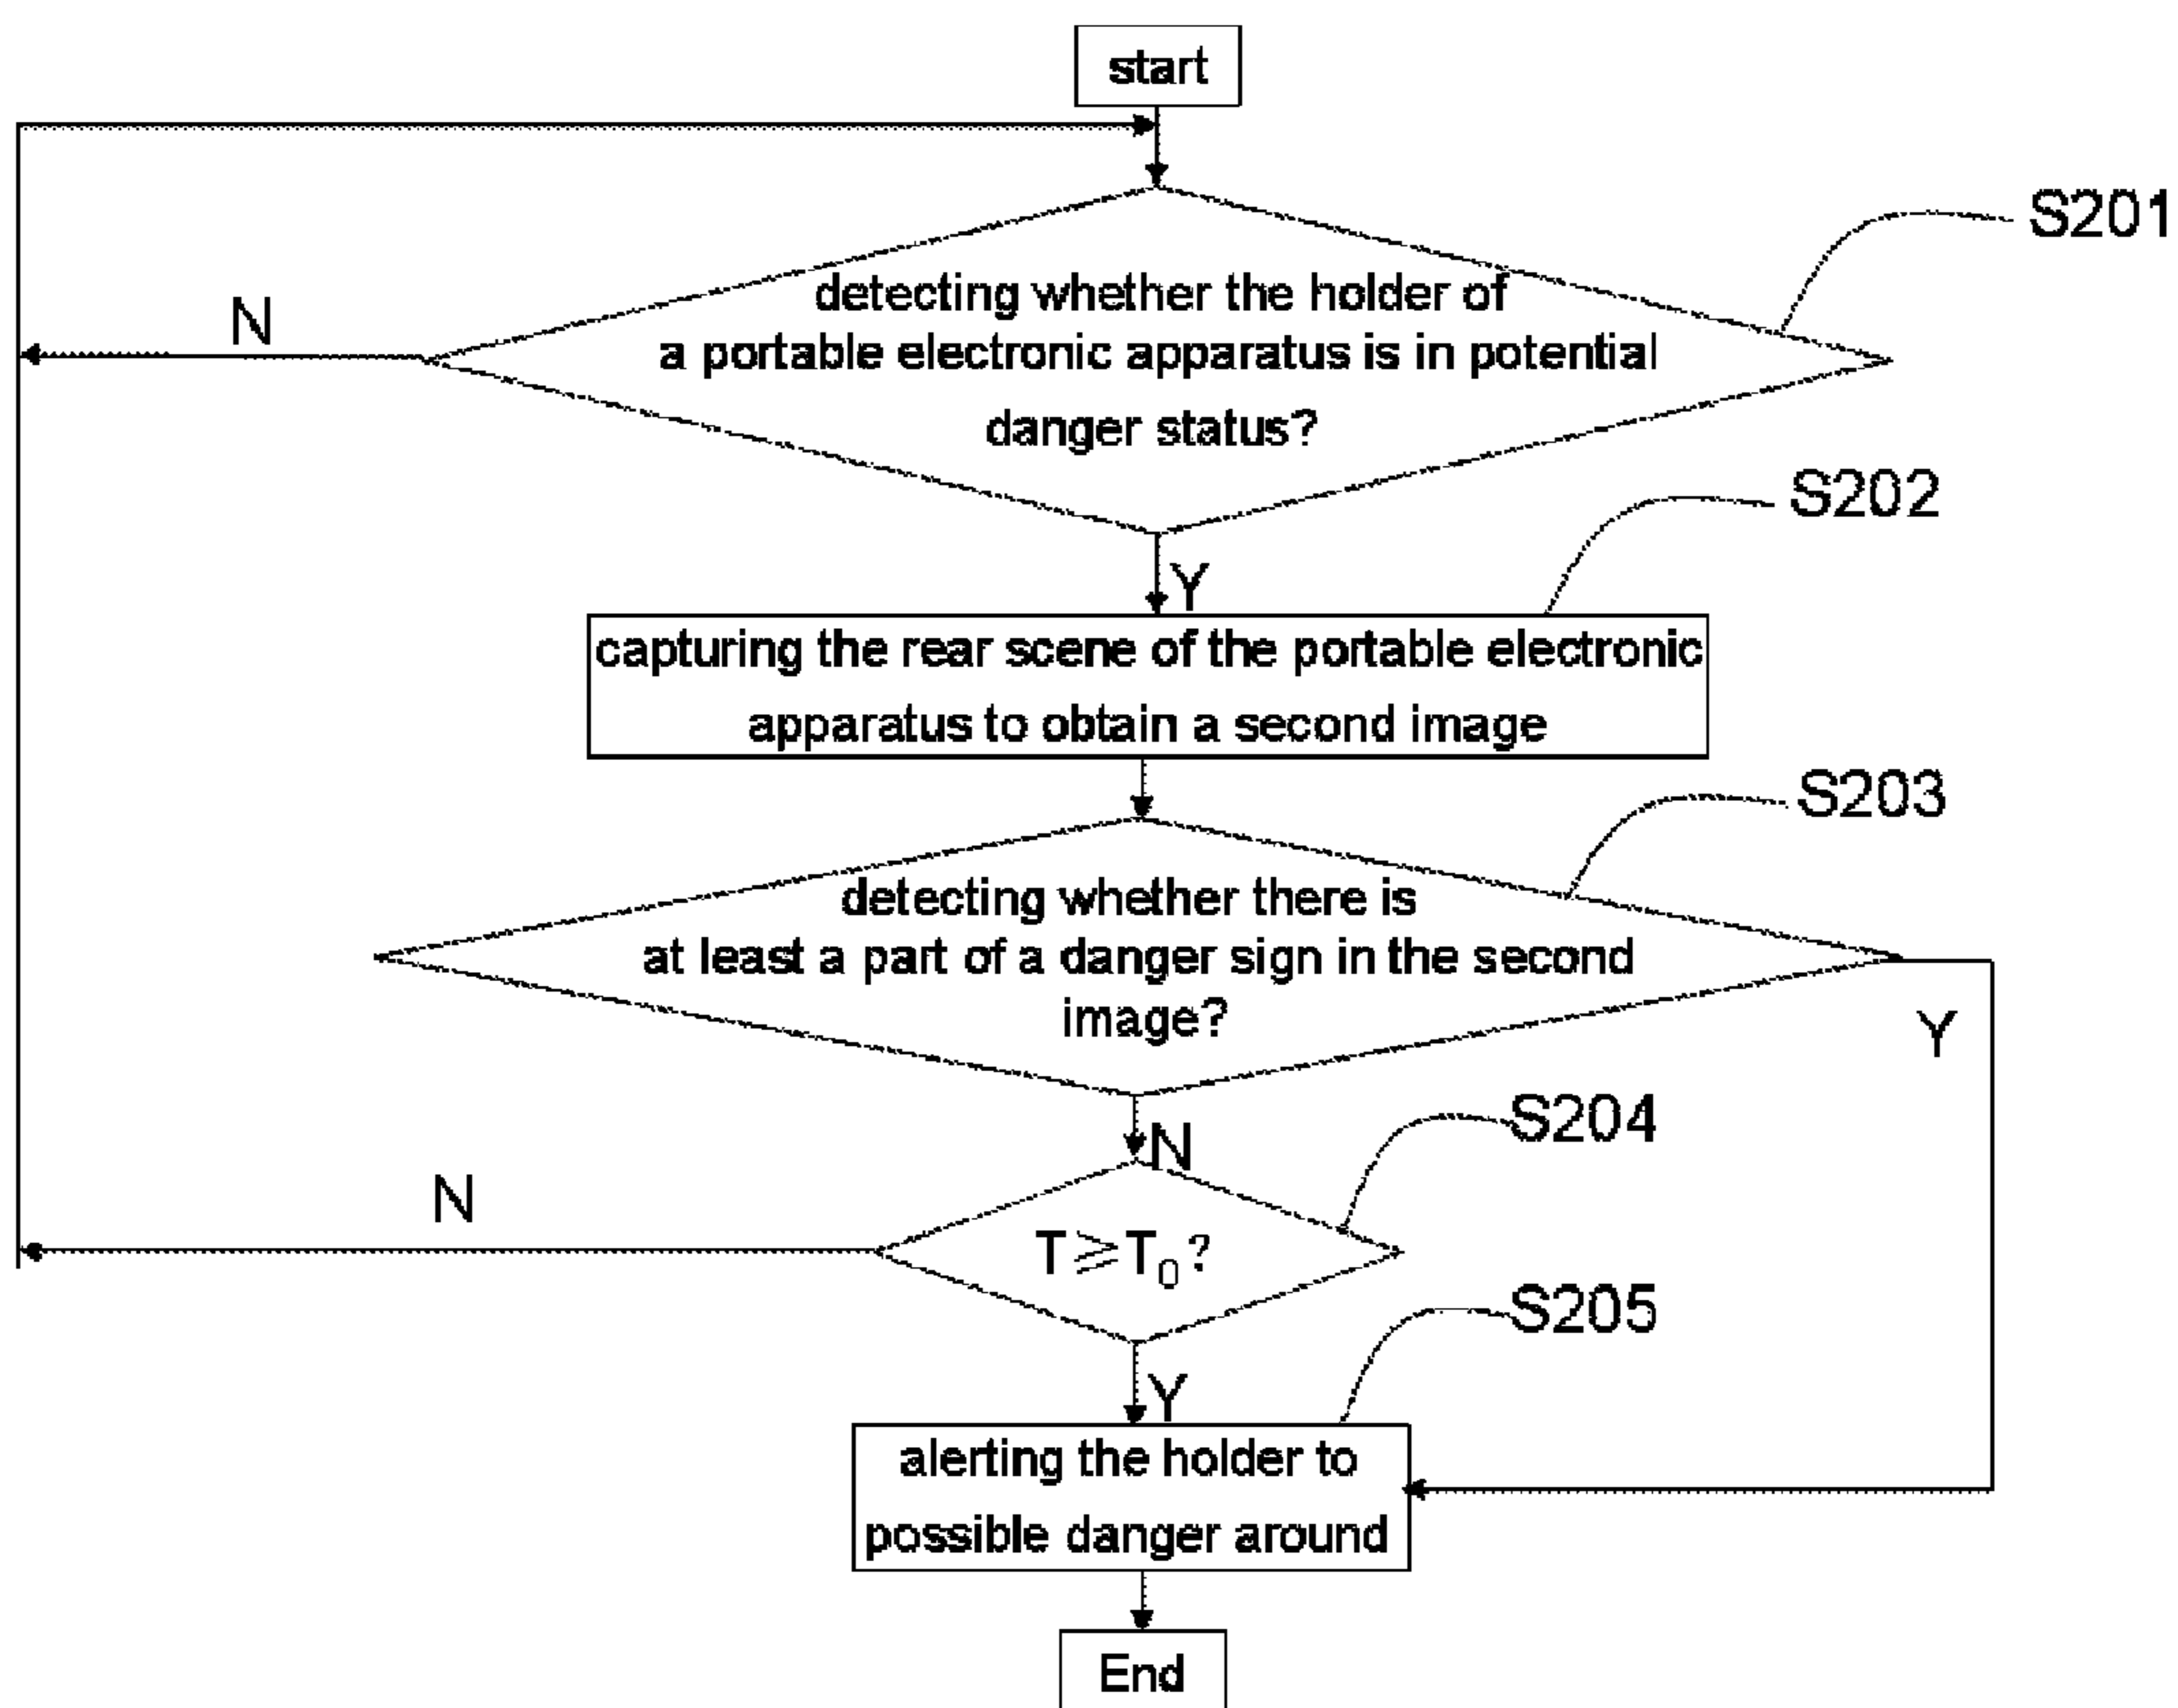 start
S201
detecting whether the holder of
a portable electronic apparatus is in potential
danger status?
N
S202
Y
capturing the rear scene of the portable electronic
apparatus to obtain a second image
S203
detecting whether there is
at least a part of a danger sign in the second
image?
Y
S204
N
N
T⩾T₀?
S205
Y
alerting the holder to
possible danger around
End